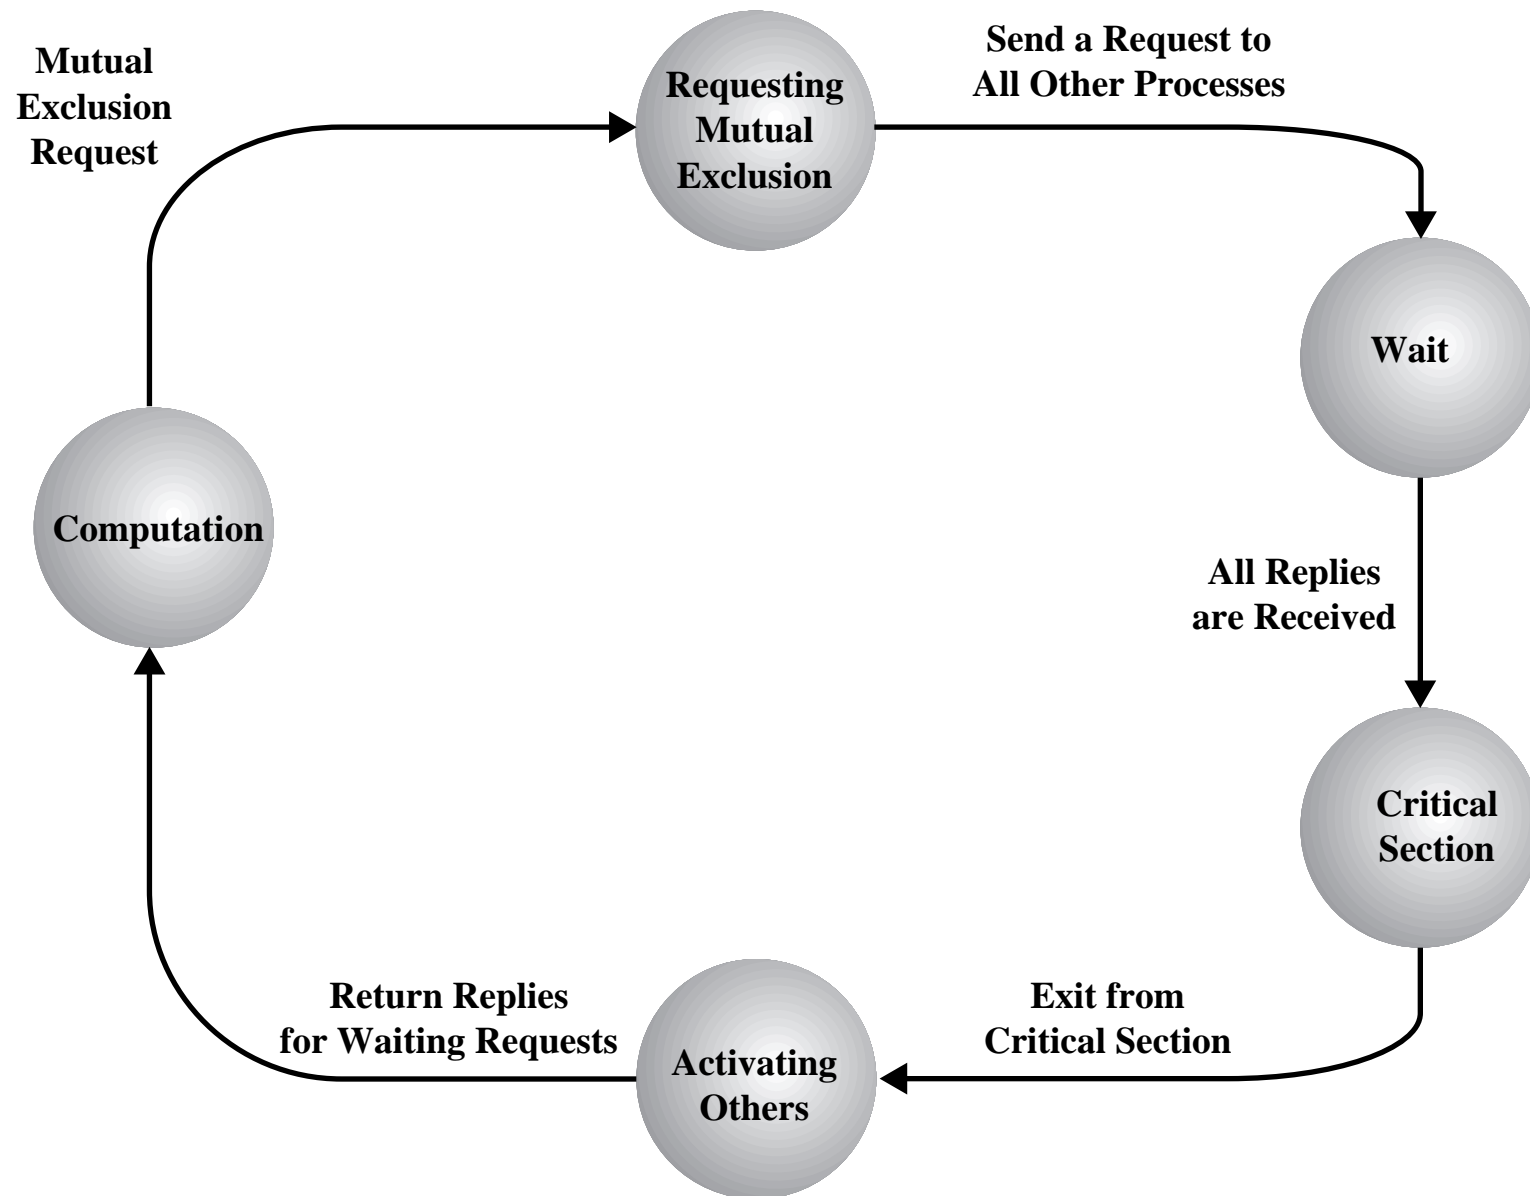 Mutual
Exclusion
Request
Requesting
Mutual
Exclusion
Send a Request to
All Other Processes
Wait
All Replies
are Received
Critical
Section
Exit from
Critical Section
Activating
Others
Return Replies
for Waiting Requests
Computation